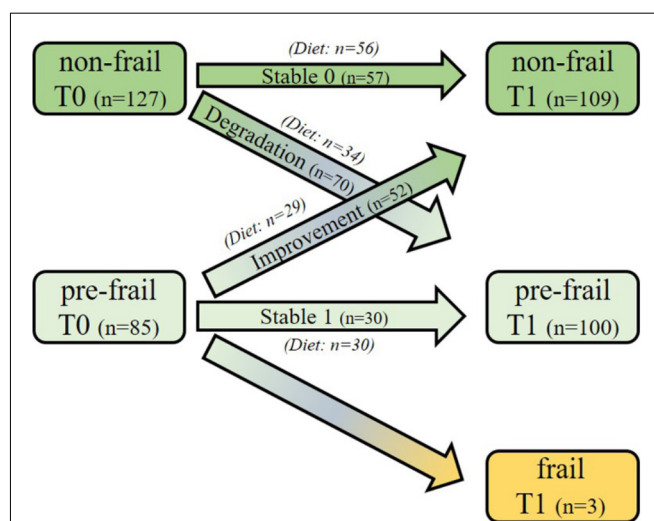 non-frail
T0 (n=127)
(Diet: n=56)
Stable 0 (n=57)
non-frail
T1 (n=109)
(Diet: n=34)
Degradation (n=70)
(Diet: n=29)
Improvement (n=52)
pre-frail
T0 (n=85)
Stable 1 (n=30)
(Diet: n=30)
pre-frail
T1 (n=100)
frail
T1 (n=3)